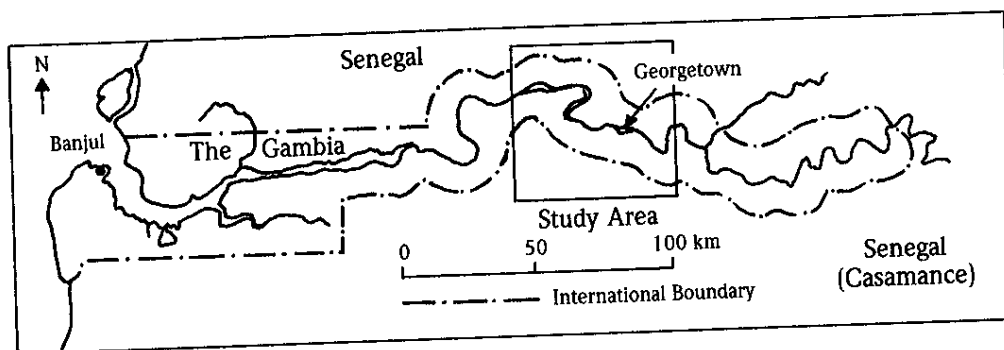 N
Senegal
Georgetown
Banjul
The Gambia
Study Area
0 50 100 km
Senegal
(Casamance)
International Boundary